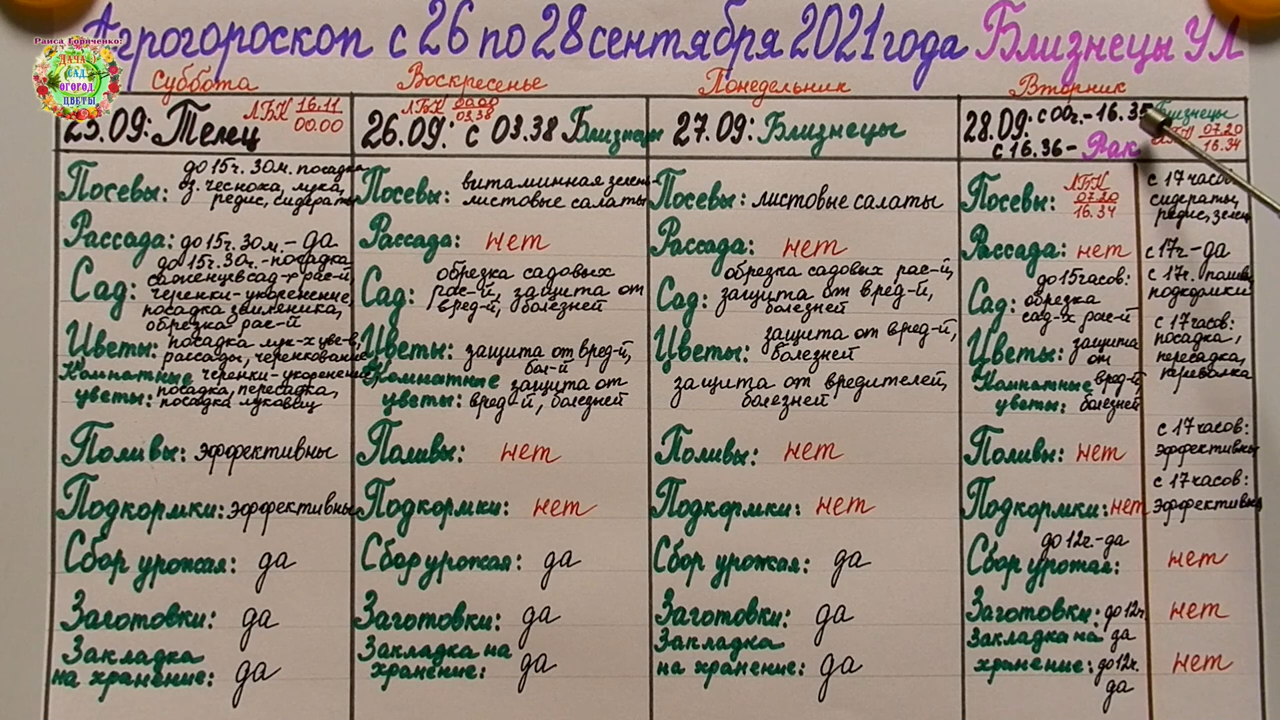 Раиса Горяченко:
ДАЧА
САД
ОГОРОД
ЦВЕТЫ
Агрогороскоп с 26 по 28 сентября 2021 года Близнецы УЛ
Суббота
25.09: Телец
ЛБК 16.11
00.00
Посевы: до 15ч. 30м. посадка
оз. чеснока, лука,
редис, сидераты
Рассада: до 15ч. 30м. - да
Сад: до 15ч. 30ч. - посадка
саженцев сад-х рас-й,
черенки-укоренение,
посадка земляника,
обрезка рас-й
Цветы: посадка лук-х цве-в,
рассады, черенкование
Комнатные черенки-укоренение,
цветы: посадка, пересадка,
посадка луковиц
Поливы: эффективны
Подкормки: эффективны
Сбор урожая: да
Заготовки: да
Закладка
на хранение: да
Воскресенье
ЛБК 00.00
03.38
26.09: с 03.38 Близнецы
Посевы: витаминная зелень
листовые салаты
Рассада: нет
Сад: обрезка садовых
рас-й, защита от
вред-й, болезней
Цветы: защита от вред-й,
бол-й
Комнатные защита от
цветы: вред-й, болезней
Поливы: нет
Подкормки: нет
Сбор урожая: да
Заготовки: да
Закладка на
хранение: да
Понедельник
27.09: Близнецы
Посевы: листовые салаты
Рассада: нет
Сад: обрезка садовых рас-й,
защита от вред-й,
болезней
Цветы: защита от вред-й,
болезней
защита от вредителей,
болезней
Поливы: нет
Подкормки: нет
Сбор урожая: да
Заготовки: да
Закладка
на хранение: да
Вторник
28.09: с 00ч. - 16.35 Близнецы
с 16.36 - Рак
07.20
16.34
Посевы: ЛБК
07.20
16.34
Рассада: нет
Сад: до 15 часов:
обрезка
сад-х рас-й
Цветы: защита
от
Комнатные вред-й
цветы: болезней
Поливы: нет
Подкормки: нет
Сбор урожая: до 12ч. - да
Заготовки: до 12ч.
да
Закладка на
хранение: до 12ч.
да
с 17 часов
сидераты,
редис, зелень
с 17ч - да
с 17ч. поливы
подкормки
с 17 часов:
посадка,
пересадка,
перевалка
с 17 часов:
эффективны
с 17 часов:
эффективны
нет
нет
нет